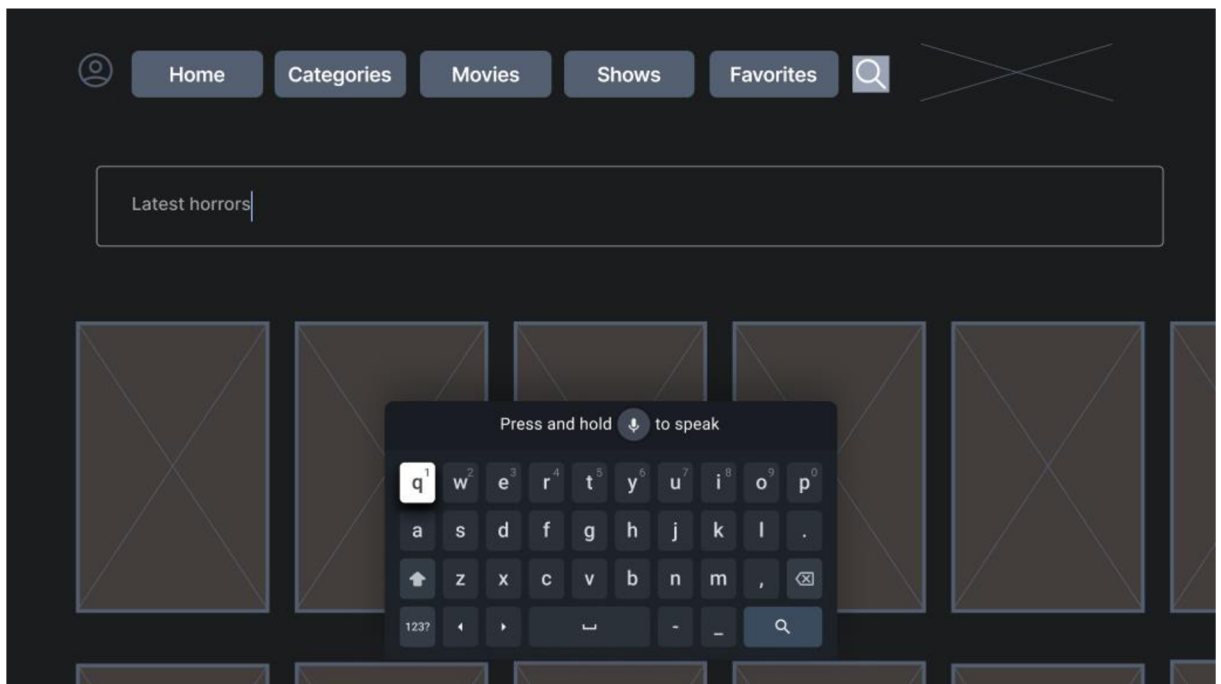 Home Categories Movies Shows Favorites
Latest horrors
Press and hold to speak
q1 w2 e3 r4 t5 y6 u7 i8 o9 p0
a s d f g h j k l .
z x c v b n m ,
123? - _